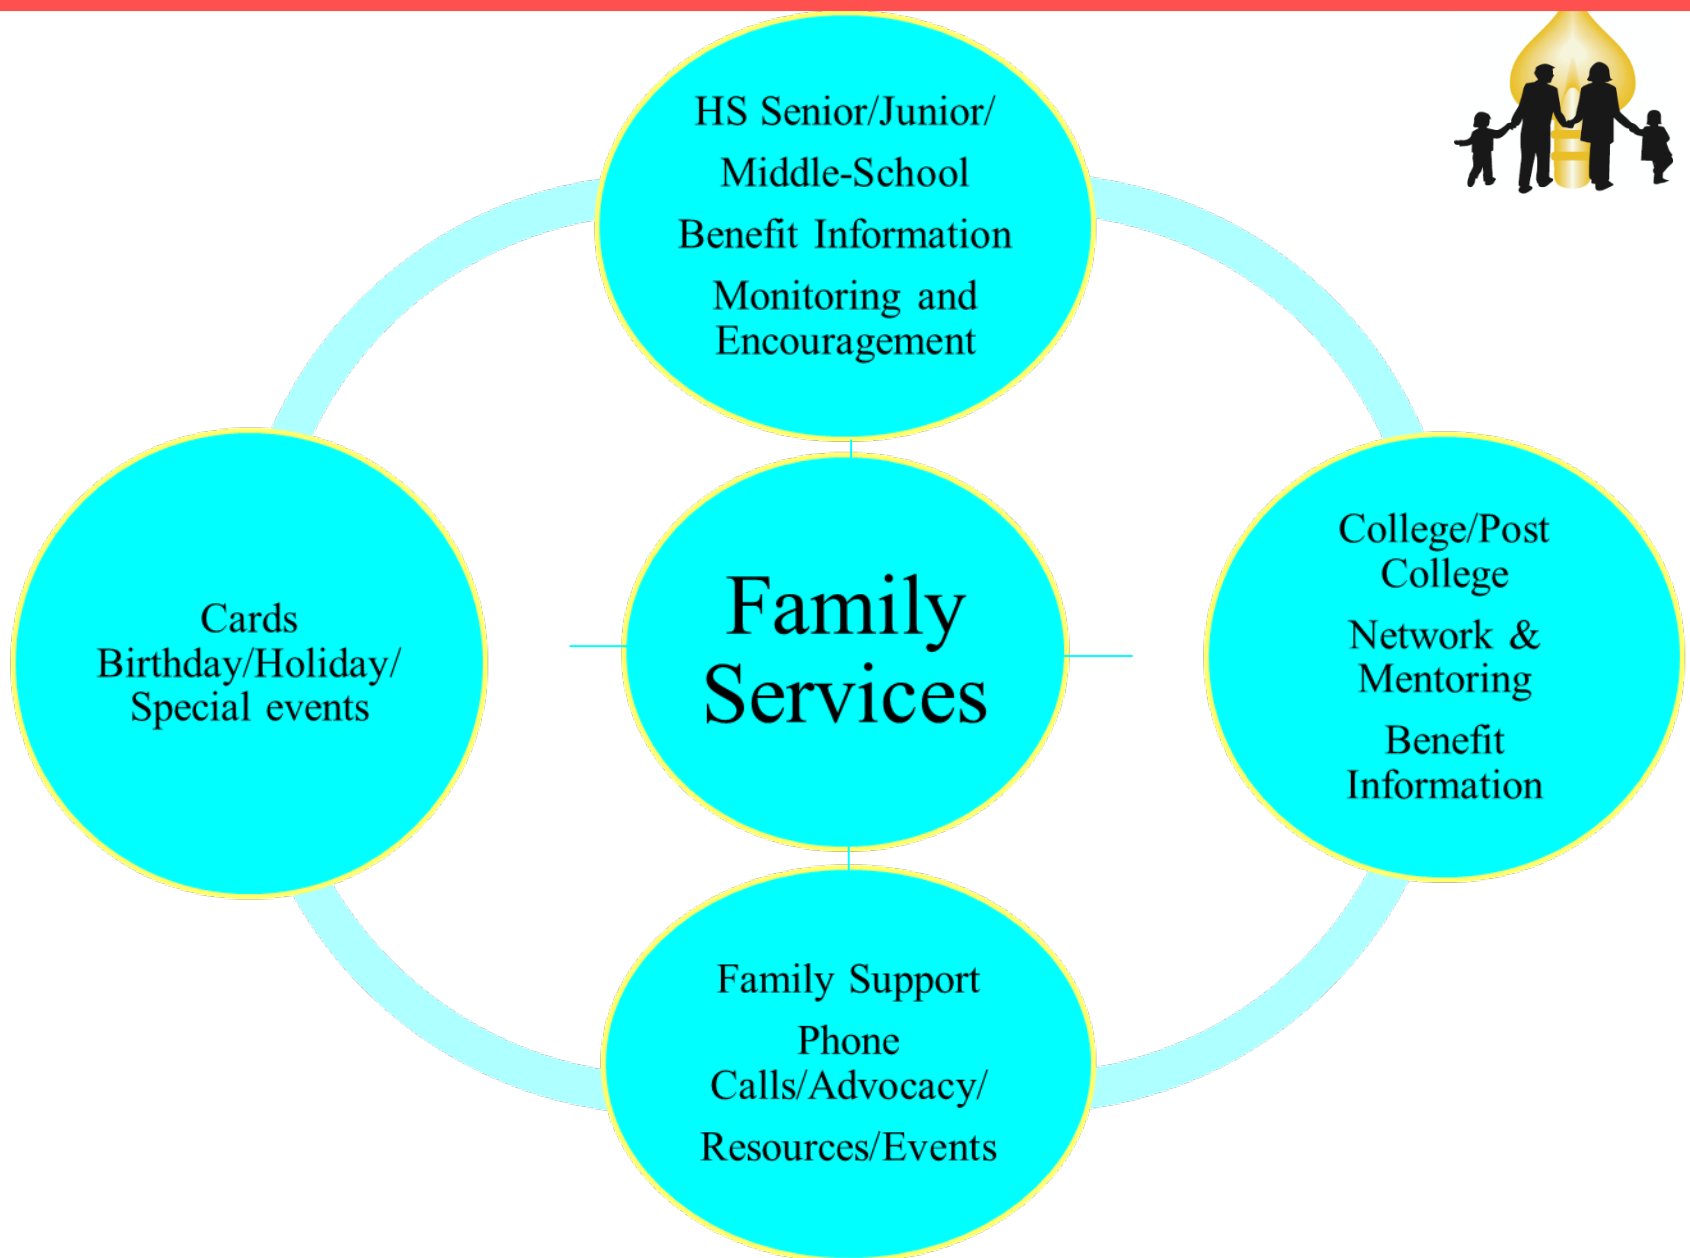 HS Senior/Junior/
Middle-School
Benefit Information
Monitoring and
Encouragement
Cards
Birthday/Holiday/
Special events
Family
Services
College/Post
College
Network &
Mentoring
Benefit
Information
Family Support
Phone
Calls/Advocacy/
Resources/Events